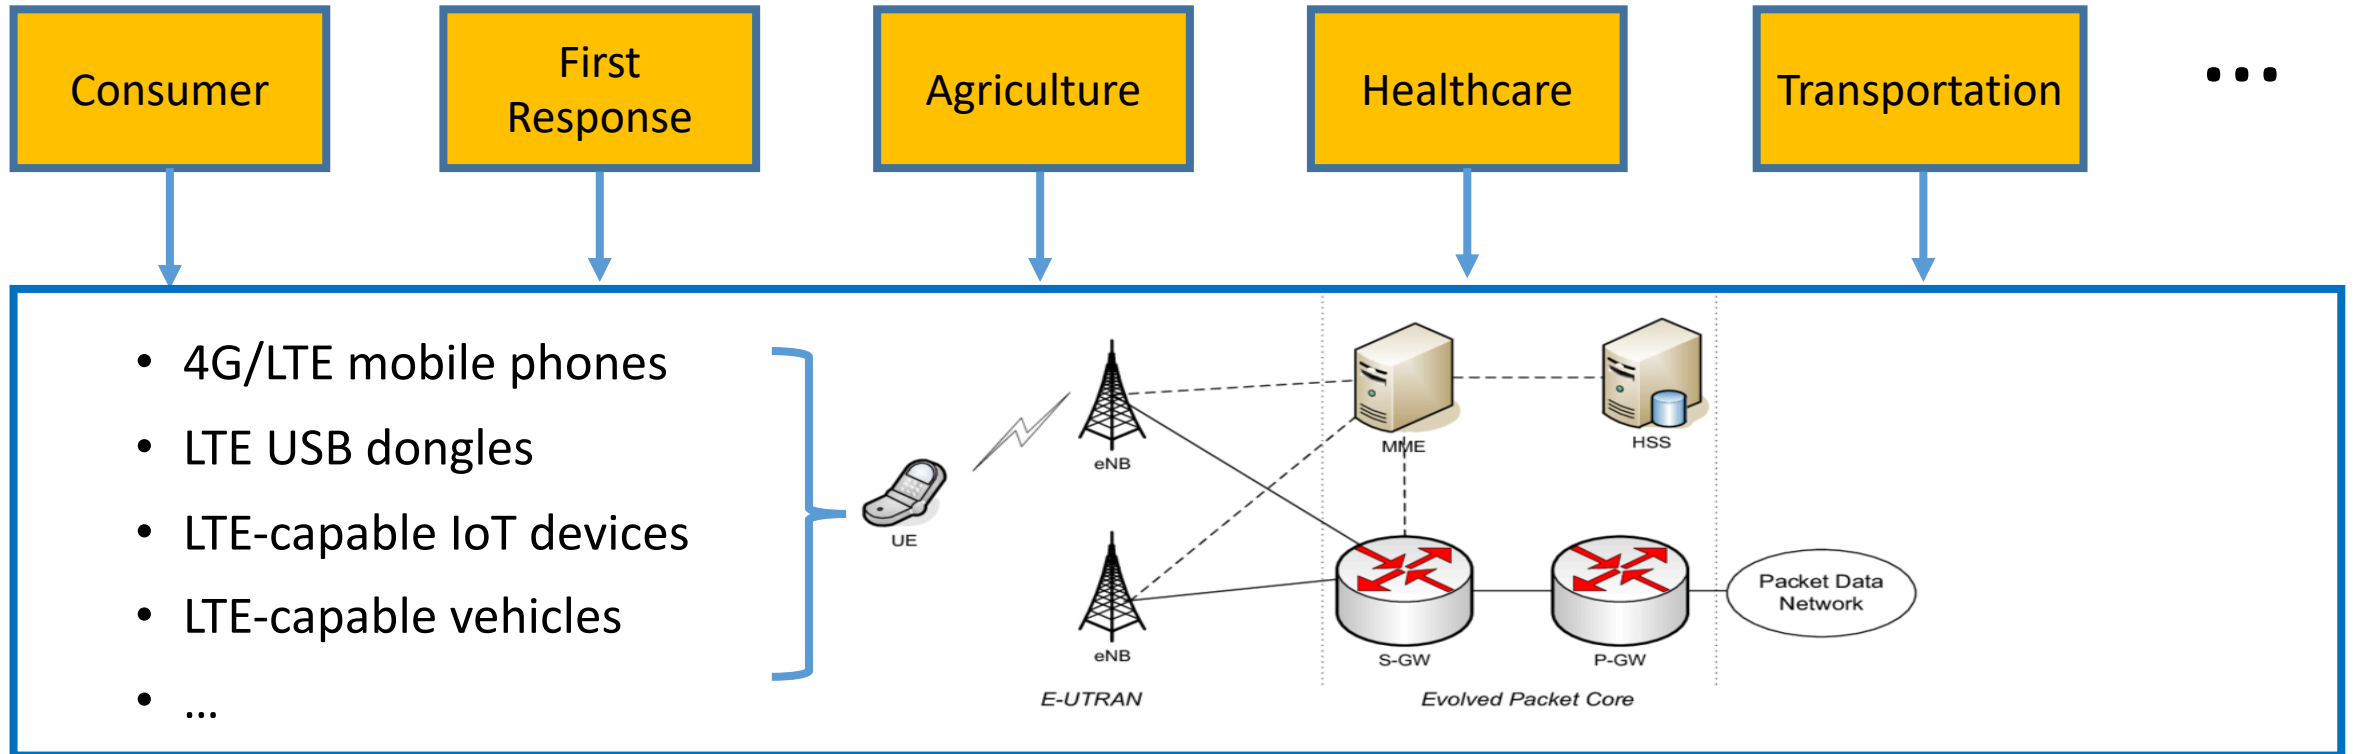 Consumer
First
Response
Agriculture
Healthcare
Transportation
...
• 4G/LTE mobile phones
• LTE USB dongles
• LTE-capable IoT devices
• LTE-capable vehicles
• ...
UE
eNB
eNB
E-UTRAN
MME
HSS
S-GW
P-GW
Evolved Packet Core
Packet Data
Network